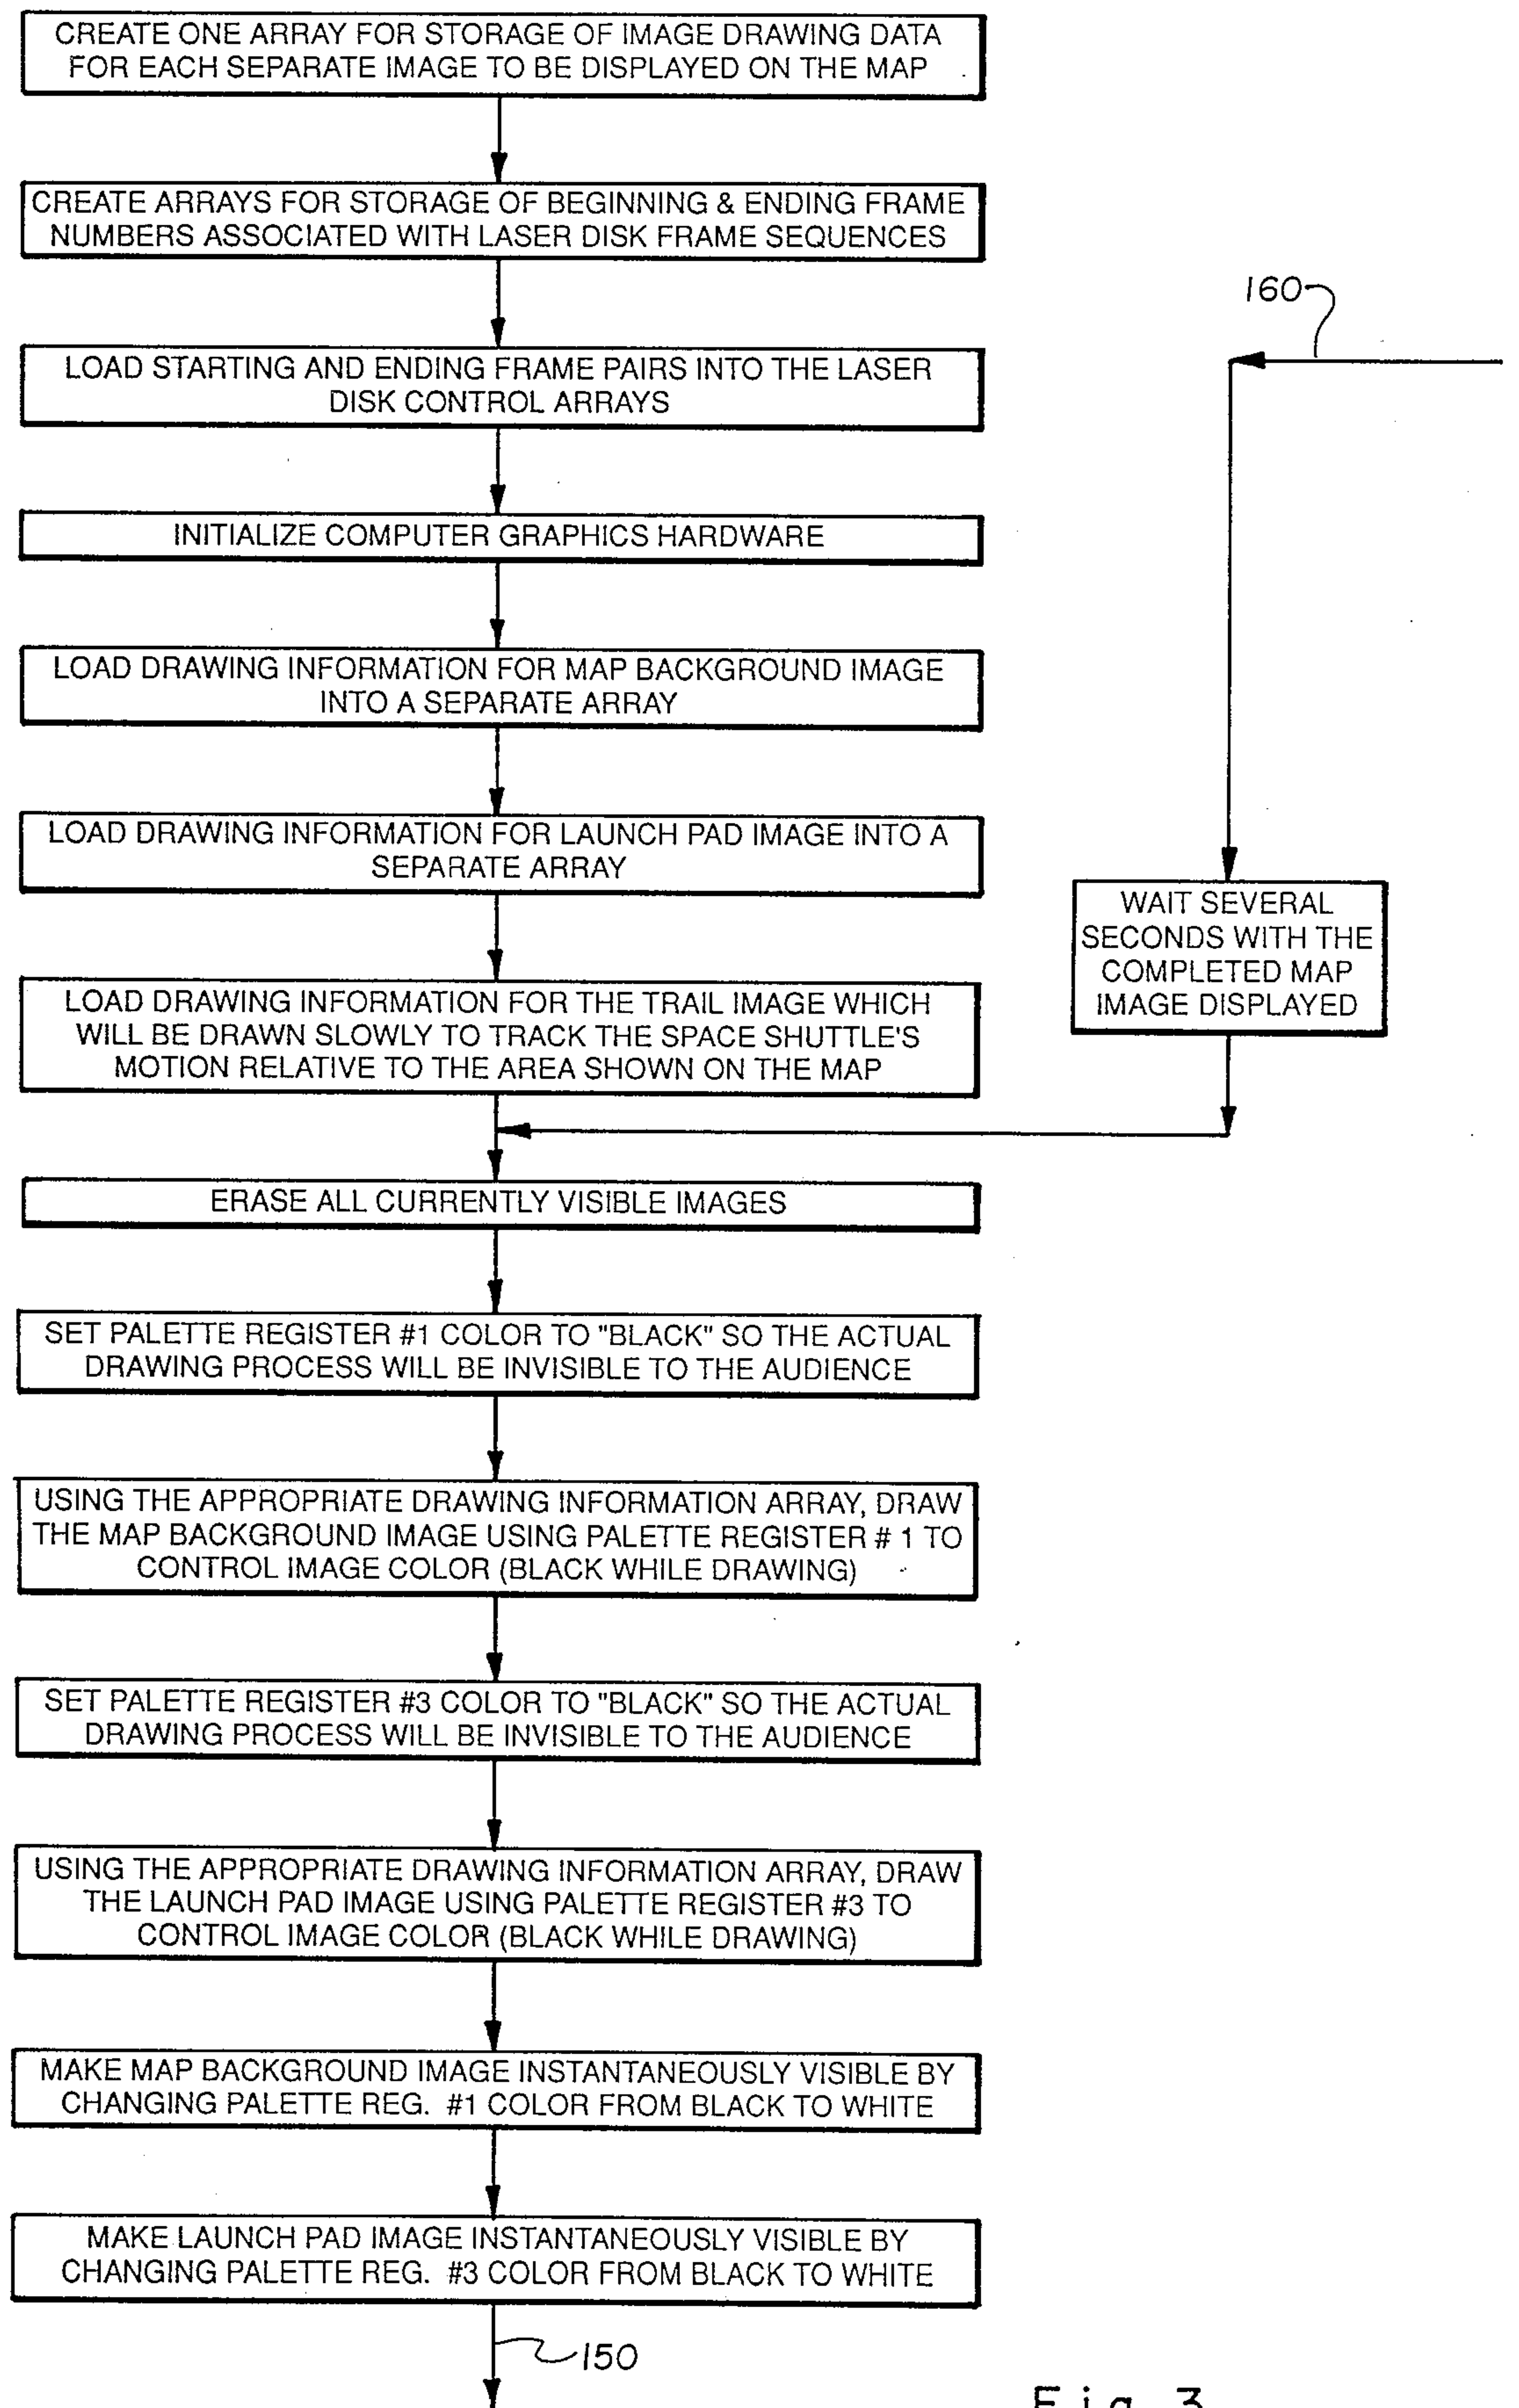 CREATE ONE ARRAY FOR STORAGE OF IMAGE DRAWING DATA
FOR EACH SEPARATE IMAGE TO BE DISPLAYED ON THE MAP
CREATE ARRAYS FOR STORAGE OF BEGINNING & ENDING FRAME
NUMBERS ASSOCIATED WITH LASER DISK FRAME SEQUENCES
160
LOAD STARTING AND ENDING FRAME PAIRS INTO THE LASER
DISK CONTROL ARRAYS
INITIALIZE COMPUTER GRAPHICS HARDWARE
LOAD DRAWING INFORMATION FOR MAP BACKGROUND IMAGE
INTO A SEPARATE ARRAY
LOAD DRAWING INFORMATION FOR LAUNCH PAD IMAGE INTO A
SEPARATE ARRAY
WAIT SEVERAL
SECONDS WITH THE
COMPLETED MAP
IMAGE DISPLAYED
LOAD DRAWING INFORMATION FOR THE TRAIL IMAGE WHICH
WILL BE DRAWN SLOWLY TO TRACK THE SPACE SHUTTLE'S
MOTION RELATIVE TO THE AREA SHOWN ON THE MAP
ERASE ALL CURRENTLY VISIBLE IMAGES
SET PALETTE REGISTER #1 COLOR TO "BLACK" SO THE ACTUAL
DRAWING PROCESS WILL BE INVISIBLE TO THE AUDIENCE
USING THE APPROPRIATE DRAWING INFORMATION ARRAY, DRAW
THE MAP BACKGROUND IMAGE USING PALETTE REGISTER # 1 TO
CONTROL IMAGE COLOR (BLACK WHILE DRAWING)
SET PALETTE REGISTER #3 COLOR TO "BLACK" SO THE ACTUAL
DRAWING PROCESS WILL BE INVISIBLE TO THE AUDIENCE
USING THE APPROPRIATE DRAWING INFORMATION ARRAY, DRAW
THE LAUNCH PAD IMAGE USING PALETTE REGISTER #3 TO
CONTROL IMAGE COLOR (BLACK WHILE DRAWING)
MAKE MAP BACKGROUND IMAGE INSTANTANEOUSLY VISIBLE BY
CHANGING PALETTE REG. #1 COLOR FROM BLACK TO WHITE
MAKE LAUNCH PAD IMAGE INSTANTANEOUSLY VISIBLE BY
CHANGING PALETTE REG. #3 COLOR FROM BLACK TO WHITE
150
Fig. 3